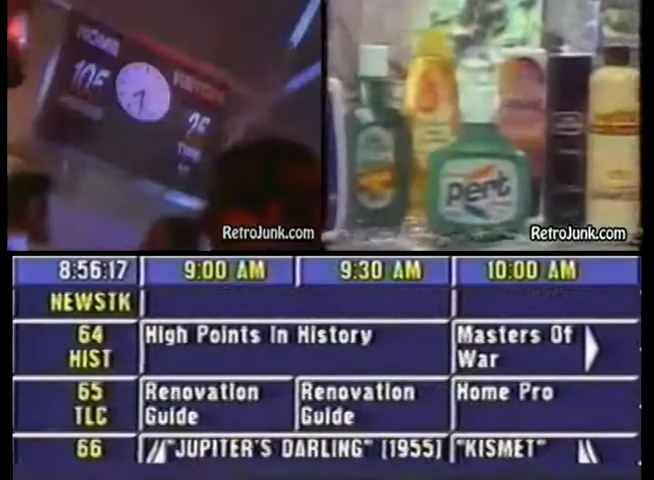 HOME
VISITOR
RetroJunk.com
Pert
RetroJunk.com
8:56:17 9:00 AM 9:30 AM 10:00 AM
NEWSTK
64 High Points In History Masters Of
HIST War
65 Renovation Renovation Home Pro
TLC Guide Guide
66 "JUPITER'S DARLING" (1955) "KISMET"